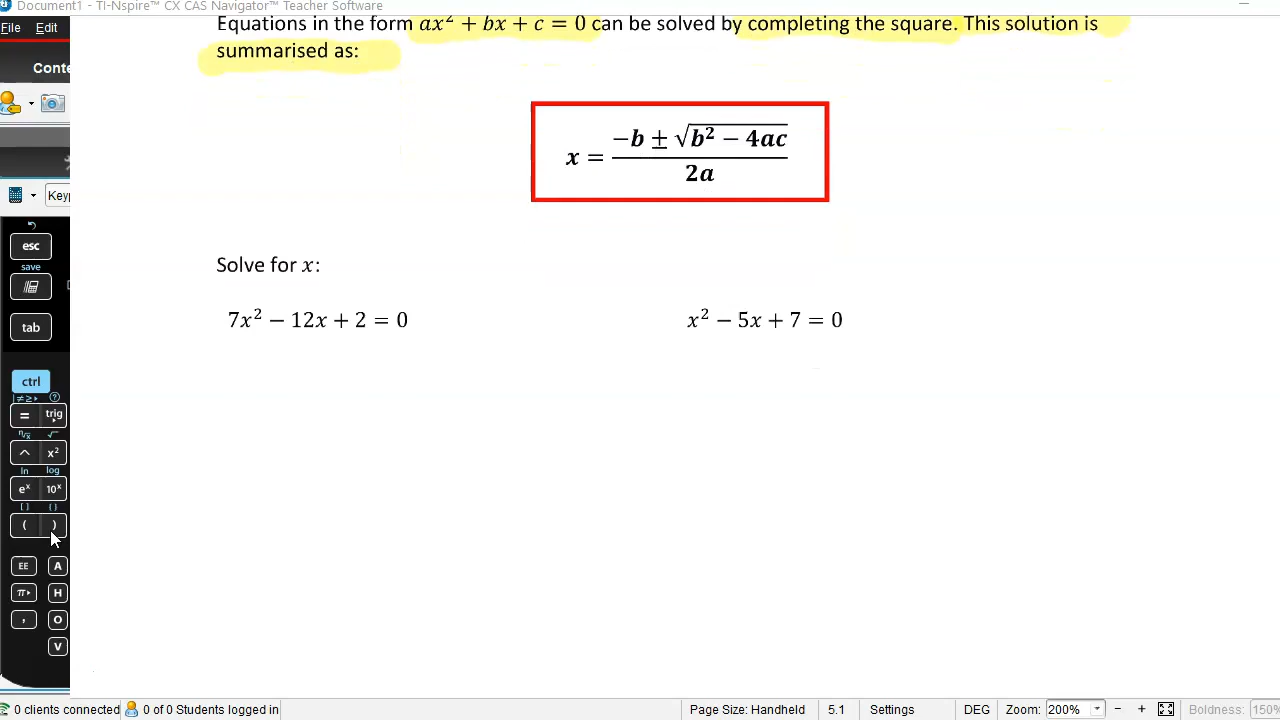 Document1 - TI-Nspire™ CX CAS Navigator™ Teacher Software
File Edit
Conte
Keyp
Equations in the form ax² + bx + c = 0 can be solved by completing the square. This solution is
summarised as:
x = (−b ± √(b² − 4ac)) / 2a
Solve for x:
7x² − 12x + 2 = 0
x² − 5x + 7 = 0
esc
save
tab
ctrl
|≠≥▸ ?
= trig
ⁿ√x √
^ x²
ln log
eˣ 10ˣ
[ ] { }
( )
EE A
π▸ H
, O
V
0 clients connected 0 of 0 Students logged in Page Size: Handheld 5.1 Settings DEG Zoom: 200% − + Boldness: 150%